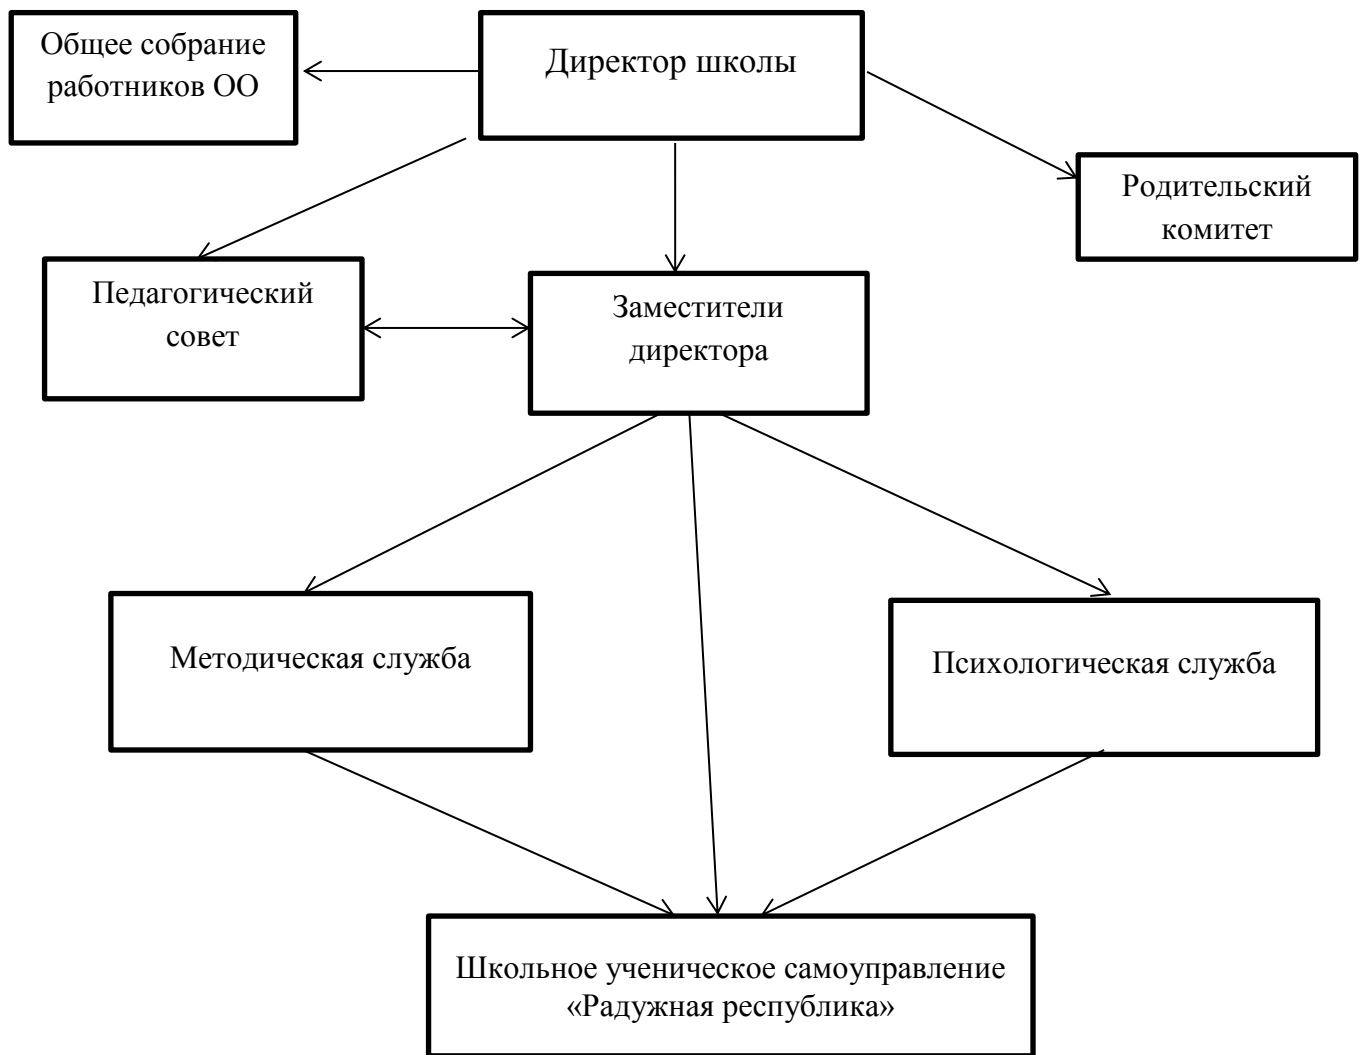 Общее собрание
работников ОО
Директор школы
Родительский
комитет
Педагогический
совет
Заместители
директора
Методическая служба
Психологическая служба
Школьное ученическое самоуправление
«Радужная республика»